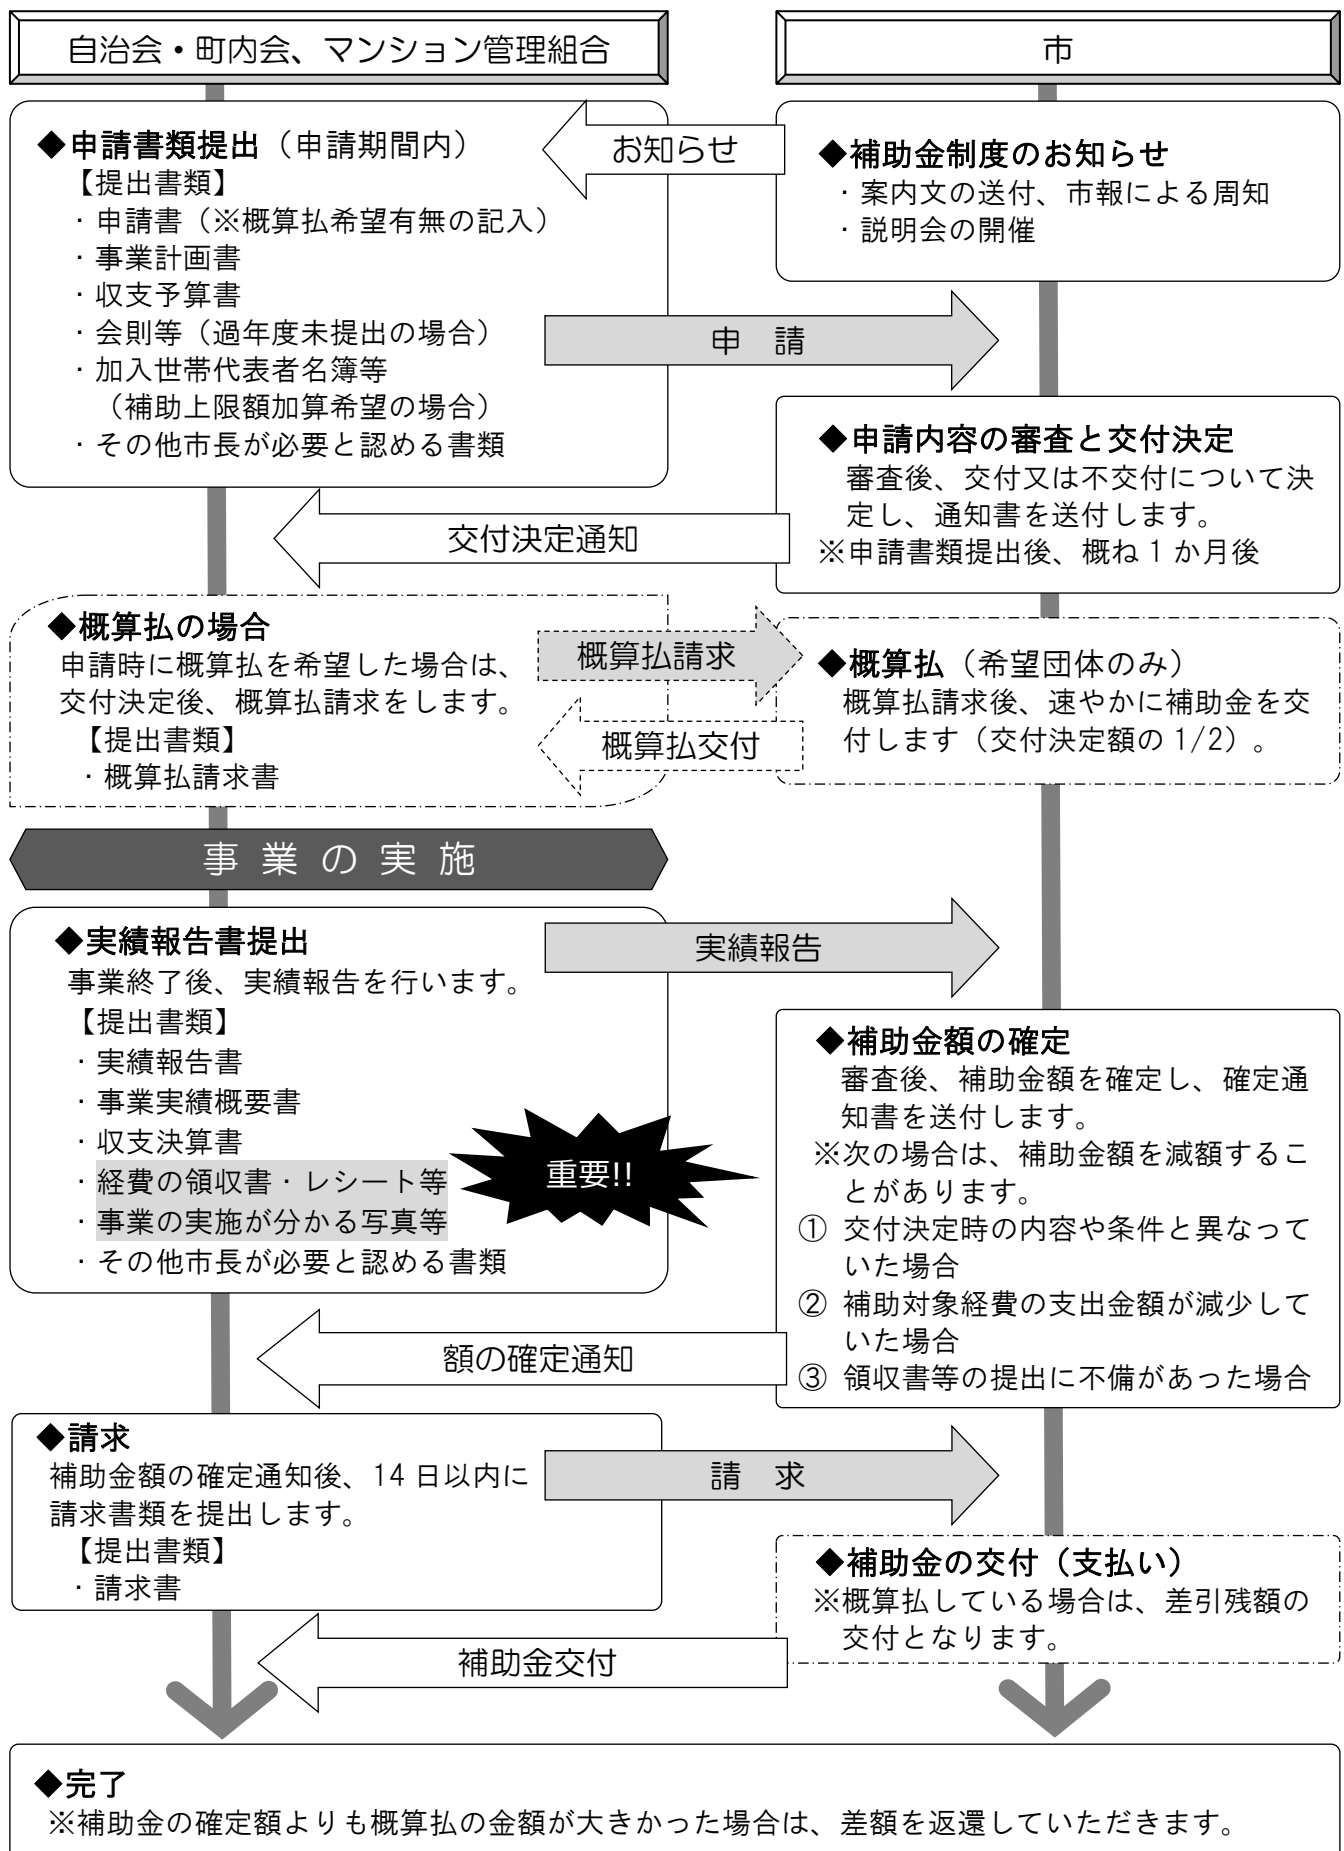 自治会・町内会、マンション管理組合
市
◆申請書類提出（申請期間内）
【提出書類】
・申請書（※概算払希望有無の記入）
・事業計画書
・収支予算書
・会則等（過年度未提出の場合）
・加入世帯代表者名簿等
（補助上限額加算希望の場合）
・その他市長が必要と認める書類
お知らせ
◆補助金制度のお知らせ
・案内文の送付、市報による周知
・説明会の開催
申　請
◆申請内容の審査と交付決定
審査後、交付又は不交付について決
定し、通知書を送付します。
※申請書類提出後、概ね1か月後
交付決定通知
◆概算払の場合
申請時に概算払を希望した場合は、
交付決定後、概算払請求をします。
【提出書類】
・概算払請求書
概算払請求
◆概算払（希望団体のみ）
概算払請求後、速やかに補助金を交
付します（交付決定額の1/2）。
概算払交付
事業の実施
◆実績報告書提出
事業終了後、実績報告を行います。
【提出書類】
・実績報告書
・事業実績概要書
・収支決算書
・経費の領収書・レシート等
・事業の実施が分かる写真等
・その他市長が必要と認める書類
重要!!
実績報告
◆補助金額の確定
審査後、補助金額を確定し、確定通
知書を送付します。
※次の場合は、補助金額を減額するこ
とがあります。
① 交付決定時の内容や条件と異なって
いた場合
② 補助対象経費の支出金額が減少して
いた場合
③ 領収書等の提出に不備があった場合
額の確定通知
◆請求
補助金額の確定通知後、14日以内に
請求書類を提出します。
【提出書類】
・請求書
請　求
◆補助金の交付（支払い）
※概算払している場合は、差引残額の
交付となります。
補助金交付
◆完了
※補助金の確定額よりも概算払の金額が大きかった場合は、差額を返還していただきます。